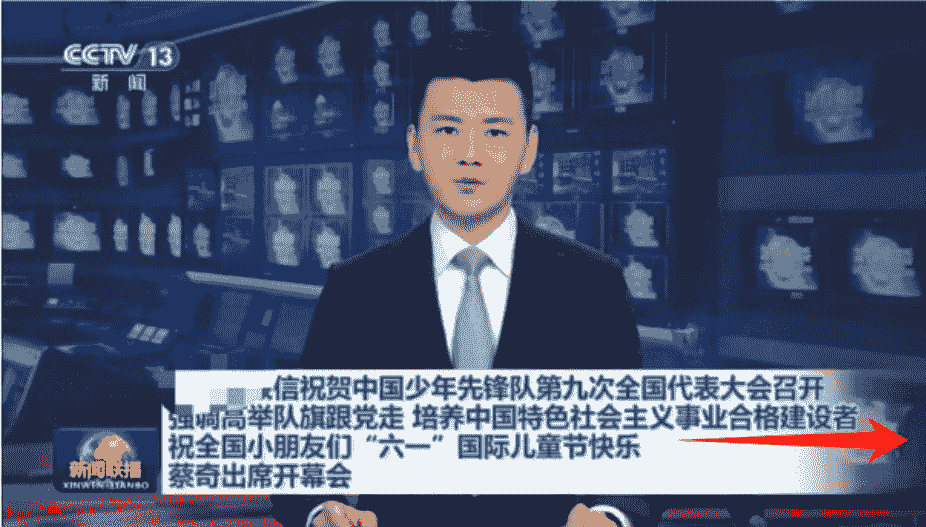 CCTV 13
新闻
信祝贺中国少年先锋队第九次全国代表大会召开
强调高举队旗跟党走 培养中国特色社会主义事业合格建设者
祝全国小朋友们“六一”国际儿童节快乐
蔡奇出席开幕会
新闻联播
XINWEN LIANBO